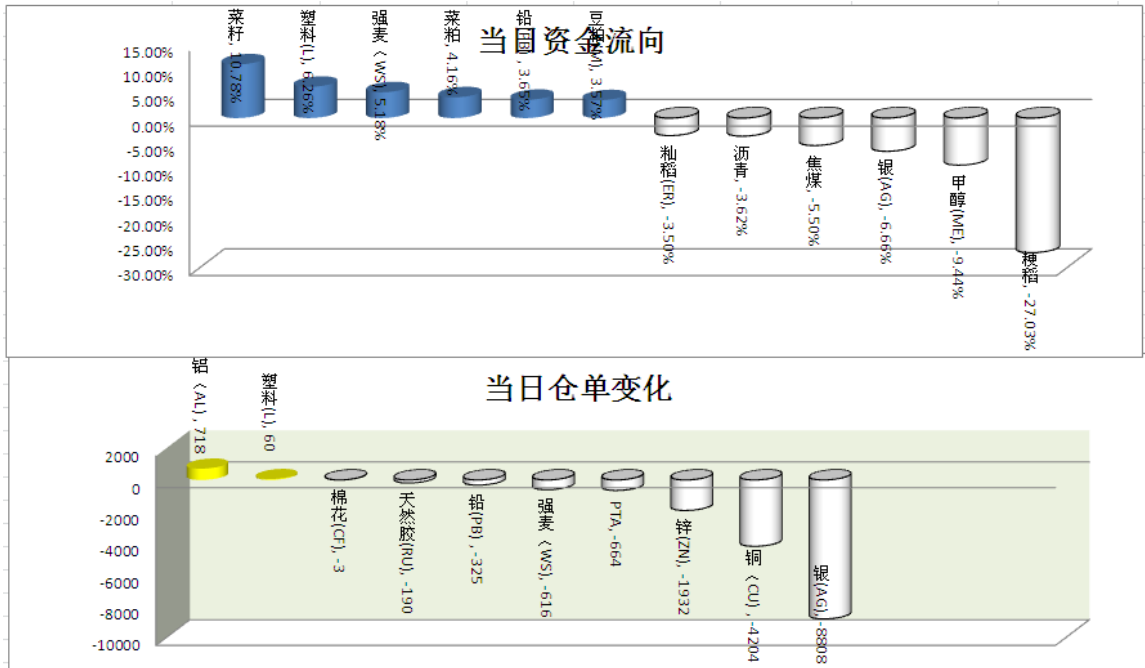 当日资金流向
15.00%
10.00%
5.00%
0.00%
-5.00%
-10.00%
-15.00%
-20.00%
-25.00%
-30.00%
菜籽, 10.78%
塑料(L), 6.26%
强麦〈WS), 5.18%
菜粕, 4.16%
铅(PB) , 3.65%
豆粕(M), 3.57%
籼稻(ER), -3.50%
沥青, -3.62%
焦煤, -5.50%
银(AG), -6.66%
甲醇(ME), -9.44%
粳稻, -27.03%
当日仓单变化
2000
0
-2000
-4000
-6000
-8000
-10000
铝〈AL) , 718
塑料(L), 60
棉花(CF), -3
天然胶(RU), -190
铅(PB) , -325
强麦〈WS), -616
PTA, -664
锌(ZN), -1932
铜〈CU) , -4204
银(AG), -8808